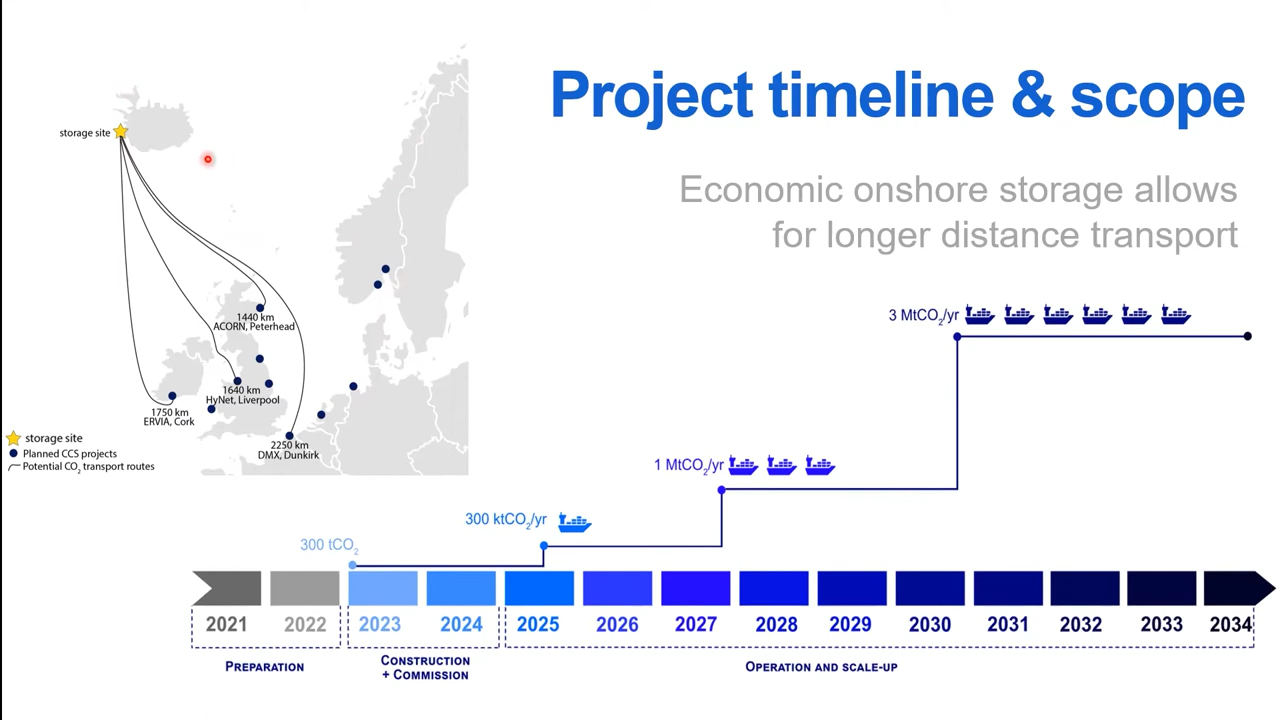 Project timeline & scope
Economic onshore storage allows
for longer distance transport
storage site
1440 km
ACORN, Peterhead
1640 km
HyNet, Liverpool
1750 km
ERVIA, Cork
2250 km
DMX, Dunkirk
storage site
Planned CCS projects
Potential CO₂ transport routes
3 MtCO₂/yr
1 MtCO₂/yr
300 ktCO₂/yr
300 tCO₂
2021 2022 2023 2024 2025 2026 2027 2028 2029 2030 2031 2032 2033 2034
PREPARATION
CONSTRUCTION
+ COMMISSION
OPERATION AND SCALE-UP